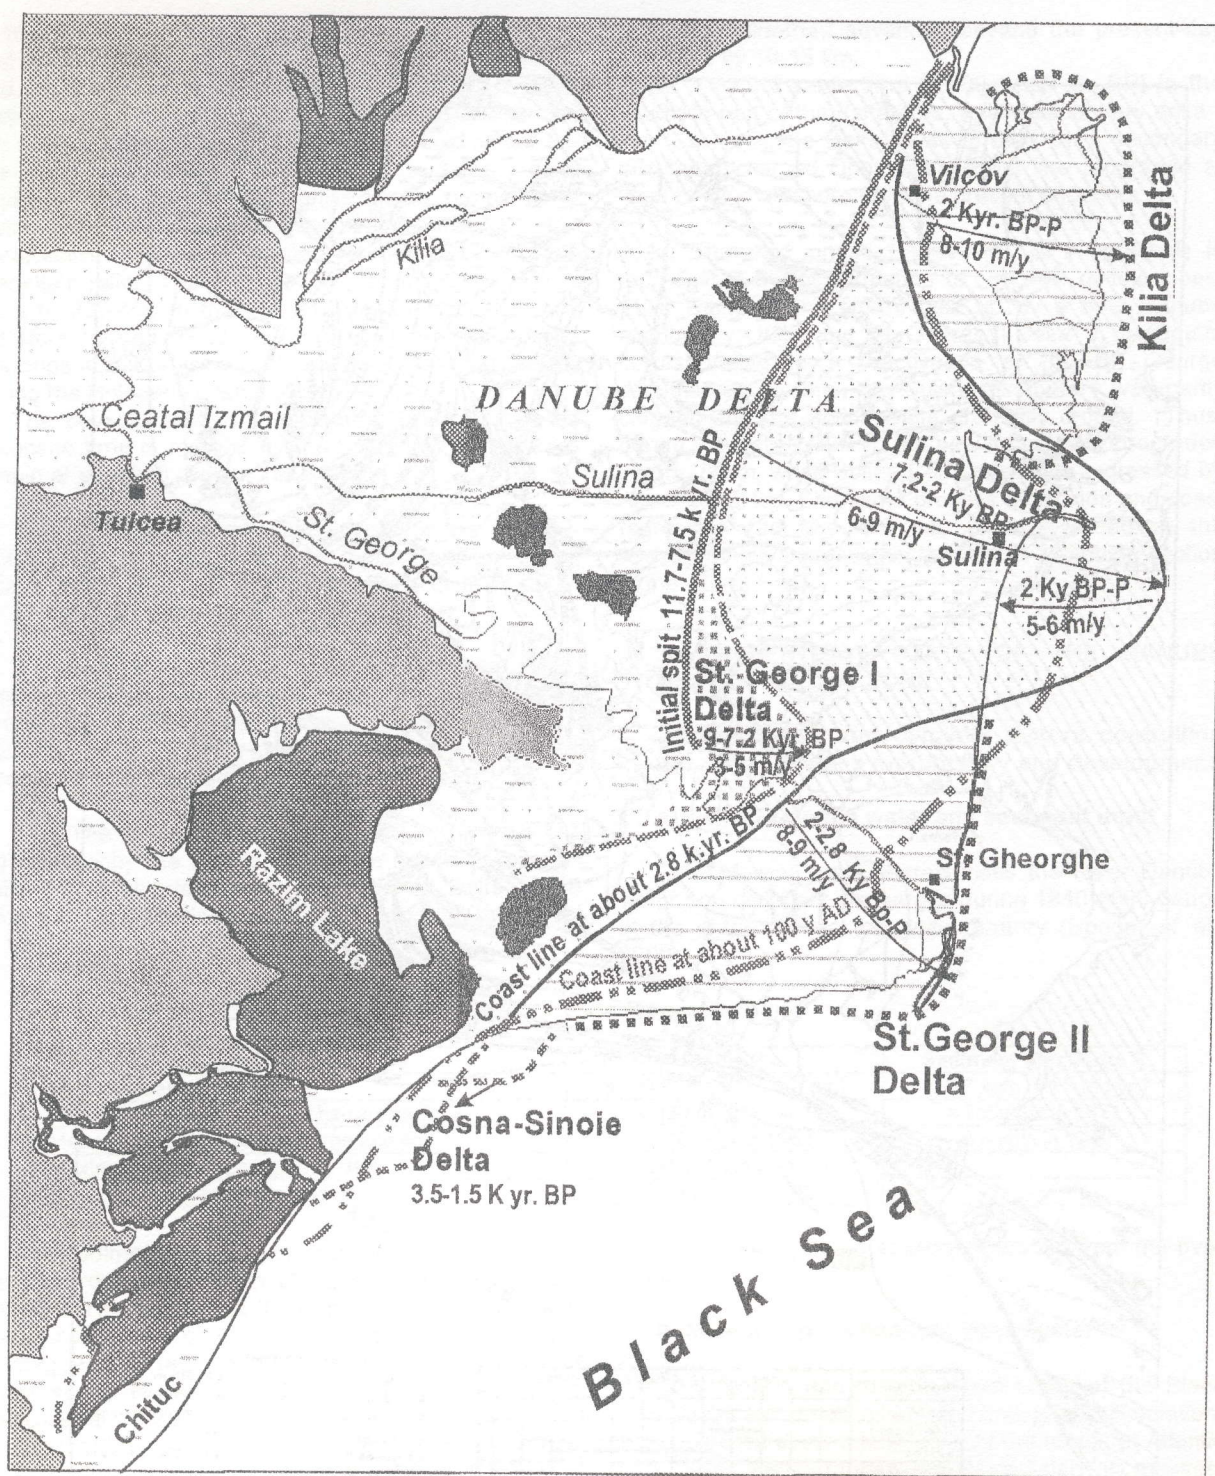 Vilcov
2 Kyr. BP-P
8-10 m/y
Kilia Delta
Kilia
DANUBE DELTA
Ceatal Izmail
Sulina
Sulina Delta
7.2-2 Ky BP
6-9 m/y
Sulina
Tulcea
St. George
2 Ky BP-P
5-6 m/y
Initial spit 11.7-7.5 k yr. BP
St. George I
Delta
9-7.2 Kyr. BP
3-5 m/y
Razim Lake
Coast line at about 2.8 k.yr. BP
2-2.8 Ky Bp-P
8-9 m/y
St. Gheorghe
Coast line at about 100 y AD
St.George II
Delta
Cosna-Sinoie
Delta
3.5-1.5 K yr. BP
Black Sea
Chituc